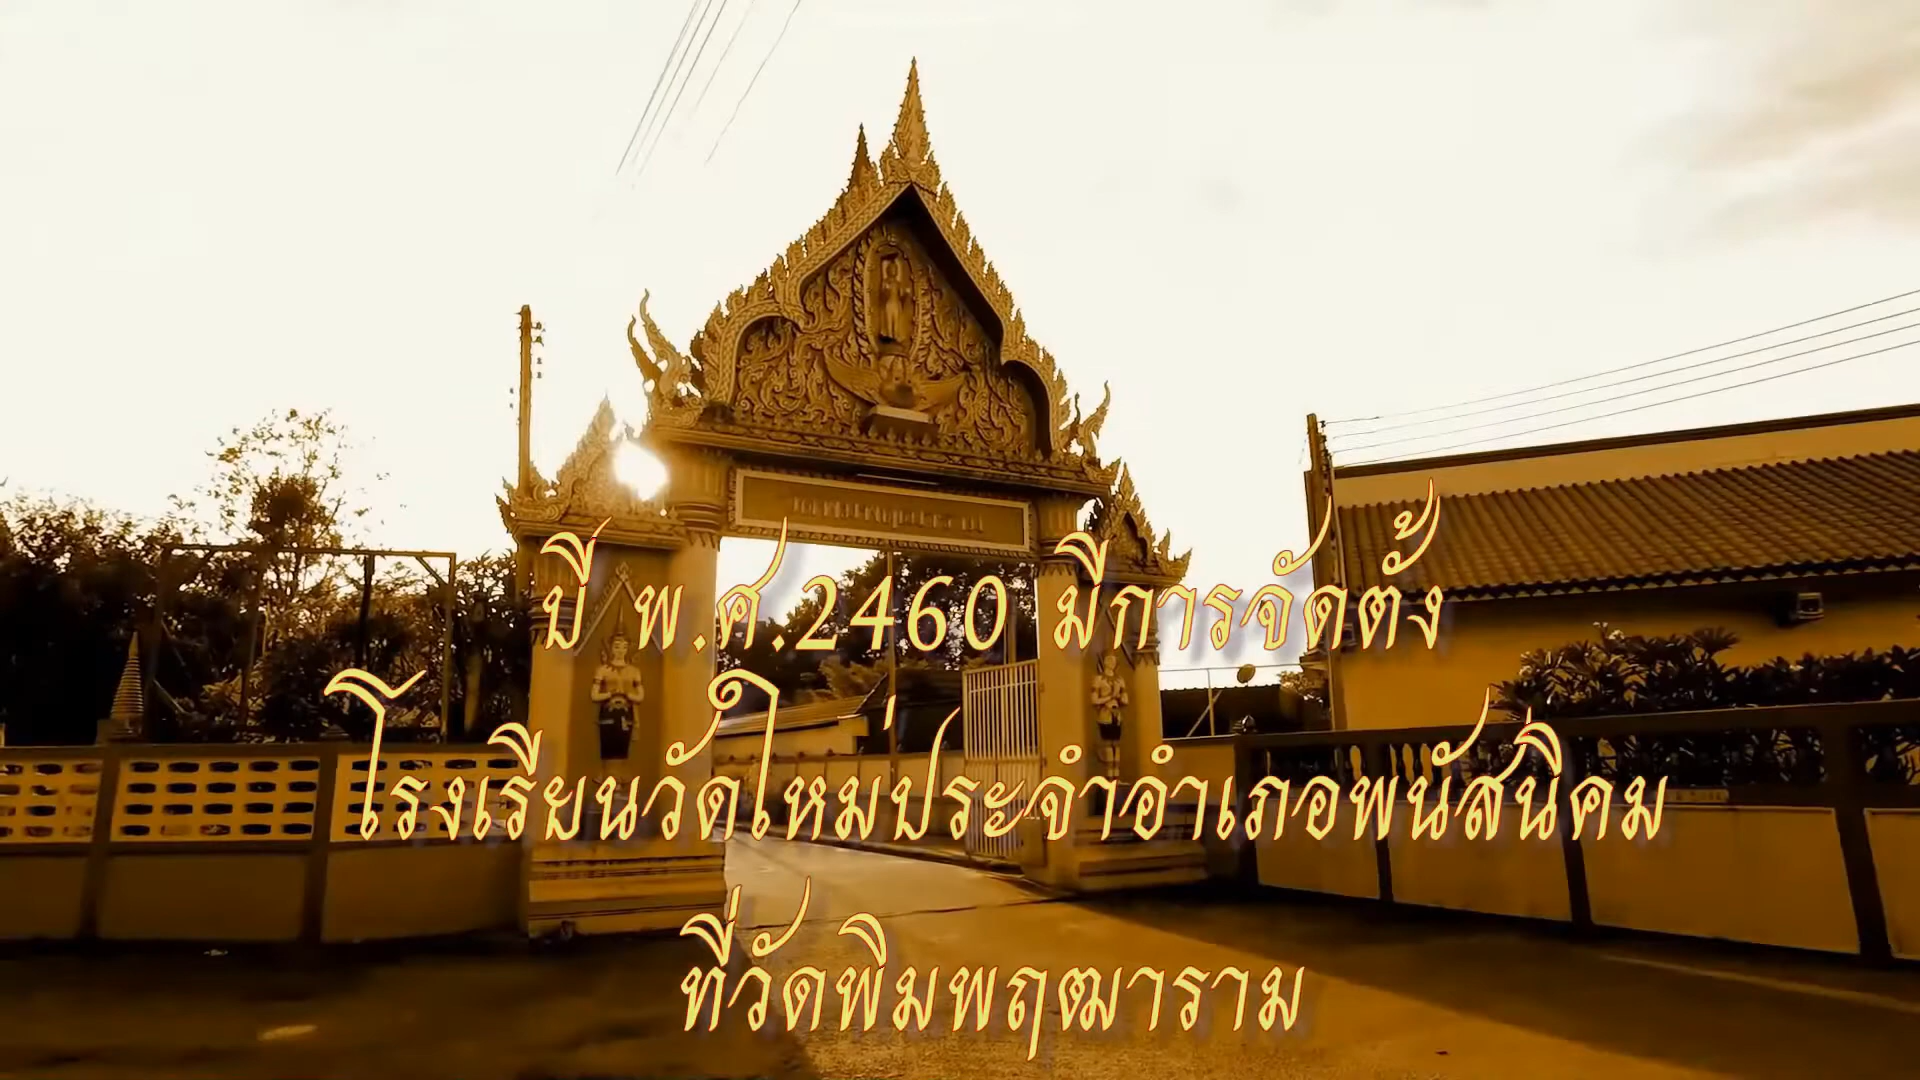 ปี พ.ศ.2460 มีการจัดตั้ง
โรงเรียนวัดใหม่ประจำอำเภอพนัสนิคม
ที่วัดพิมพฤฒาราม